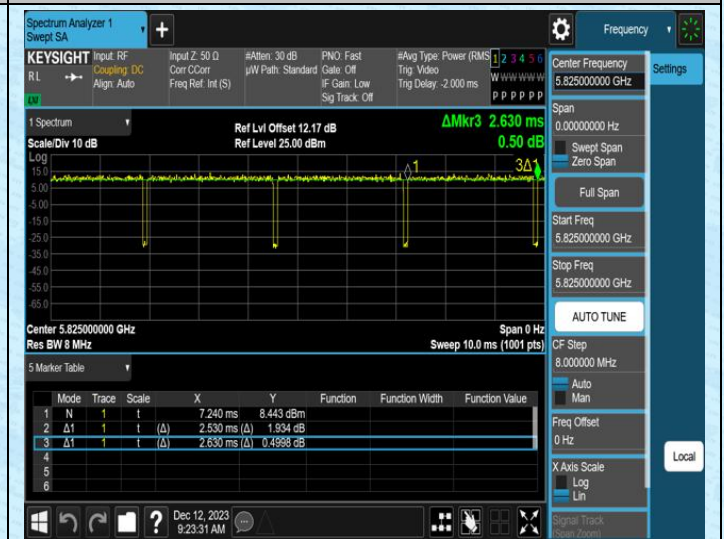 Spectrum Analyzer 1
Swept SA
+
Frequency
KEYSIGHT
RL
Input: RF
Coupling: DC
Align: Auto
Input Z: 50 Ω
Corr CCorr
Freq Ref: Int (S)
#Atten: 30 dB
µW Path: Standard
PNO: Fast
Gate: Off
IF Gain: Low
Sig Track: Off
#Avg Type: Power (RMS
Trig: Video
Trig Delay: -2.000 ms
1 2 3 4 5 6
W W W W W W
P P P P P P
LXI
1 Spectrum
Scale/Div 10 dB
Ref Lvl Offset 12.17 dB
Ref Level 25.00 dBm
ΔMkr3 2.630 ms
0.50 dB
Log
15.0
5.00
-5.00
-15.0
-25.0
-35.0
-45.0
-55.0
-65.0
1
3Δ1
Center 5.825000000 GHz
Res BW 8 MHz
Span 0 Hz
Sweep 10.0 ms (1001 pts)
5 Marker Table
Mode Trace Scale X Y Function Function Width Function Value
1 N 1 t 7.240 ms 8.443 dBm
2 Δ1 1 t (Δ) 2.530 ms (Δ) 1.934 dB
3 Δ1 1 t (Δ) 2.630 ms (Δ) 0.4998 dB
4
5
6
Center Frequency
5.825000000 GHz
Settings
Span
0.00000000 Hz
Swept Span
Zero Span
Full Span
Start Freq
5.825000000 GHz
Stop Freq
5.825000000 GHz
AUTO TUNE
CF Step
8.000000 MHz
Auto
Man
Freq Offset
0 Hz
X Axis Scale
Log
Lin
Signal Track
(Span Zoom)
Local
?
Dec 12, 2023
9:23:31 AM